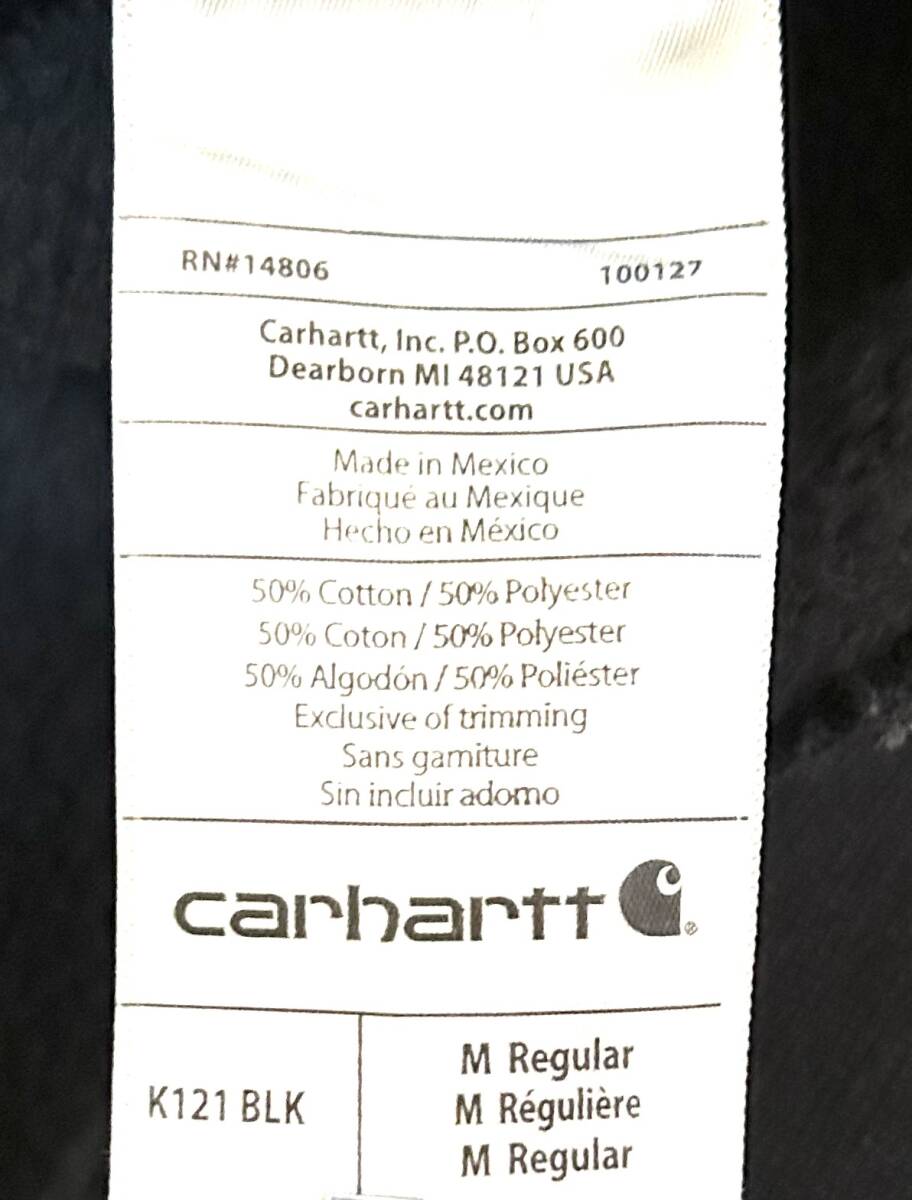 RN#14806 100127
Carhartt, Inc. P.O. Box 600
Dearborn MI 48121 USA
carhartt.com
Made in Mexico
Fabriqué au Mexique
Hecho en México
50% Cotton / 50% Polyester
50% Coton / 50% Polyester
50% Algodón / 50% Poliéster
Exclusive of trimming
Sans garniture
Sin incluir adorno
carhartt ®
K121 BLK
M Regular
M Régulière
M Regular